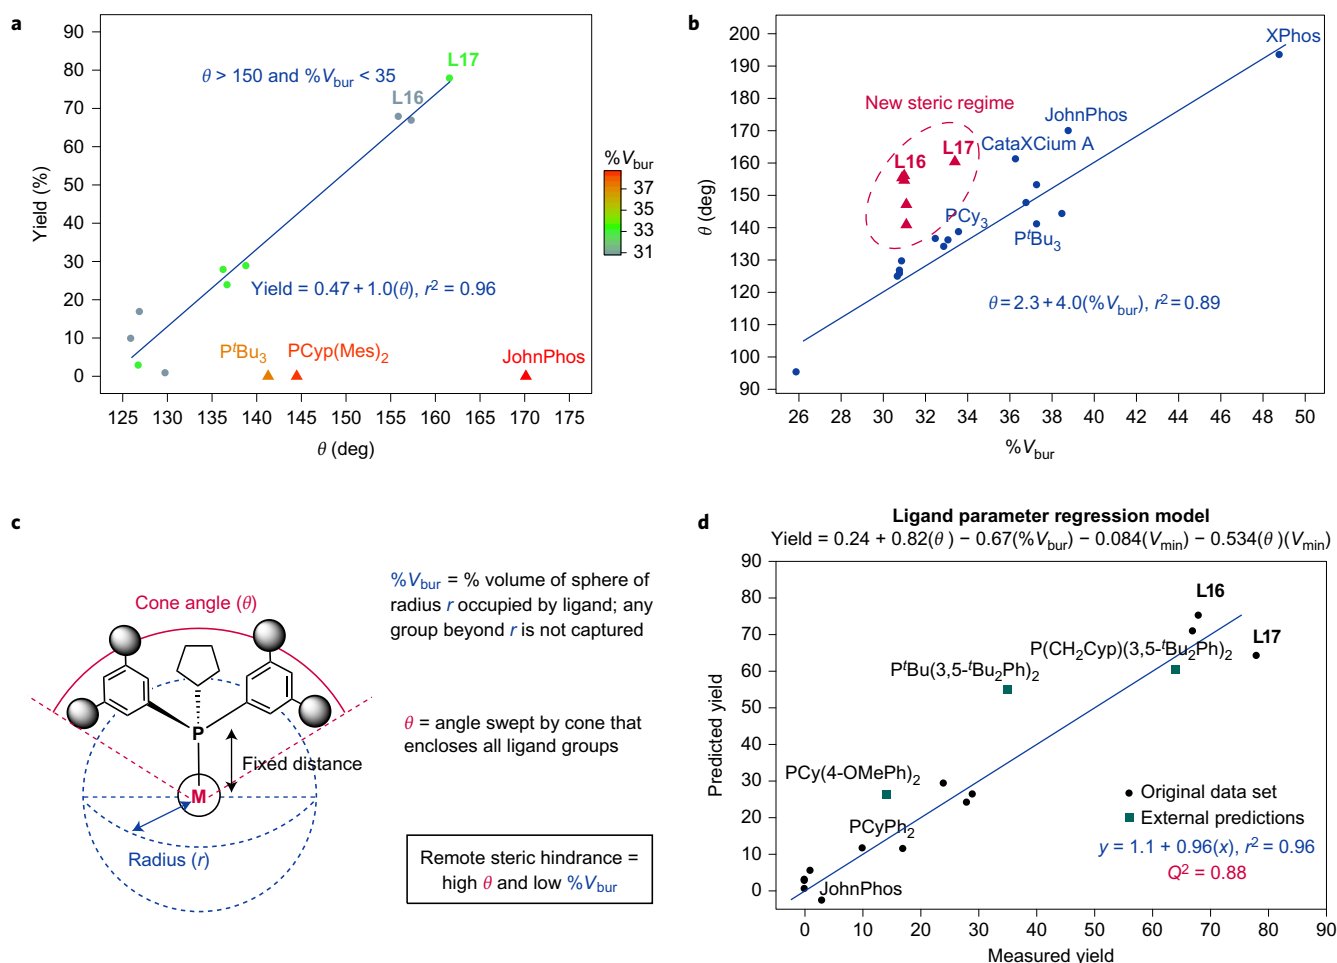 a
90
80
70
60
50
40
30
20
10
0
Yield (%)
θ > 150 and %Vbur < 35
L17
L16
Yield = 0.47 + 1.0(θ), r2 = 0.96
PtBu3
PCyp(Mes)2
JohnPhos
125 130 135 140 145 150 155 160 165 170 175
θ (deg)
%Vbur
37
35
33
31
b
200
190
180
170
160
150
140
130
120
110
100
90
θ (deg)
XPhos
New steric regime
JohnPhos
CataXCium A
L17
L16
PCy3
PtBu3
θ = 2.3 + 4.0(%Vbur), r2 = 0.89
26 28 30 32 34 36 38 40 42 44 46 48 50
%Vbur
c
Cone angle (θ)
P
M
Fixed distance
Radius (r)
%Vbur = % volume of sphere of
radius r occupied by ligand; any
group beyond r is not captured
θ = angle swept by cone that
encloses all ligand groups
Remote steric hindrance =
high θ and low %Vbur
d
Ligand parameter regression model
Yield = 0.24 + 0.82(θ) − 0.67(%Vbur) − 0.084(Vmin) − 0.534(θ)(Vmin)
90
80
70
60
50
40
30
20
10
0
Predicted yield
L16
L17
P(CH2Cyp)(3,5-tBu2Ph)2
PtBu(3,5-tBu2Ph)2
PCy(4-OMePh)2
PCyPh2
JohnPhos
Original data set
External predictions
y = 1.1 + 0.96(x), r2 = 0.96
Q2 = 0.88
0 10 20 30 40 50 60 70 80 90
Measured yield